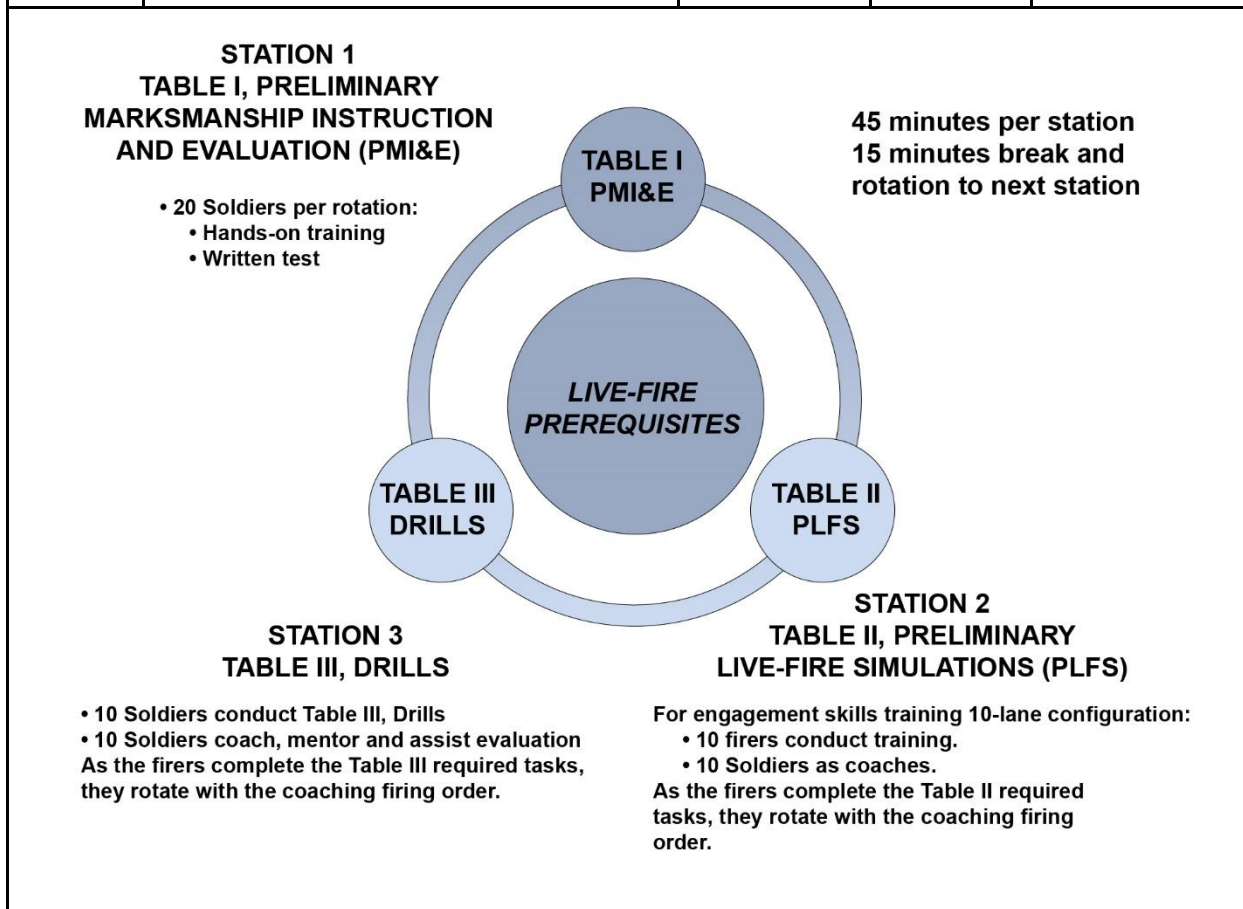 STATION 1
TABLE I, PRELIMINARY
MARKSMANSHIP INSTRUCTION
AND EVALUATION (PMI&E)
• 20 Soldiers per rotation:
• Hands-on training
• Written test
TABLE I
PMI&E
45 minutes per station
15 minutes break and
rotation to next station
LIVE-FIRE
PREREQUISITES
TABLE III
DRILLS
TABLE II
PLFS
STATION 3
TABLE III, DRILLS
• 10 Soldiers conduct Table III, Drills
• 10 Soldiers coach, mentor and assist evaluation
As the firers complete the Table III required tasks,
they rotate with the coaching firing order.
STATION 2
TABLE II, PRELIMINARY
LIVE-FIRE SIMULATIONS (PLFS)
For engagement skills training 10-lane configuration:
• 10 firers conduct training.
• 10 Soldiers as coaches.
As the firers complete the Table II required
tasks, they rotate with the coaching firing
order.